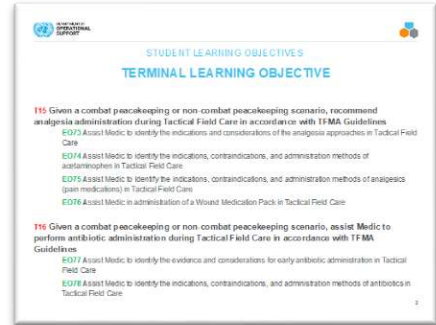 DEPARTMENT OF
OPERATIONAL
SUPPORT
STUDENT LEARNING OBJECTIVES
TERMINAL LEARNING OBJECTIVE
T15 Given a combat peacekeeping or non-combat peacekeeping scenario, recommend
analgesia administration during Tactical Field Care in accordance with TFMA Guidelines
EO73 Assist Medic to identify the indications and considerations of the analgesia approaches in Tactical Field
Care
EO74 Assist Medic to identify the indications, contraindications, and administration methods of
acetaminophen in Tactical Field Care
EO75 Assist Medic to identify the indications, contraindications, and administration methods of analgesics
(pain medications) in Tactical Field Care
EO76 Assist Medic in administration of a Wound Medication Pack in Tactical Field Care
T16 Given a combat peacekeeping or non-combat peacekeeping scenario, assist Medic to
perform antibiotic administration during Tactical Field Care in accordance with TFMA
Guidelines
EO77 Assist Medic to identify the evidence and considerations for early antibiotic administration in Tactical
Field Care
EO78 Assist Medic to identify the indications, contraindications, and administration methods of antibiotics in
Tactical Field Care